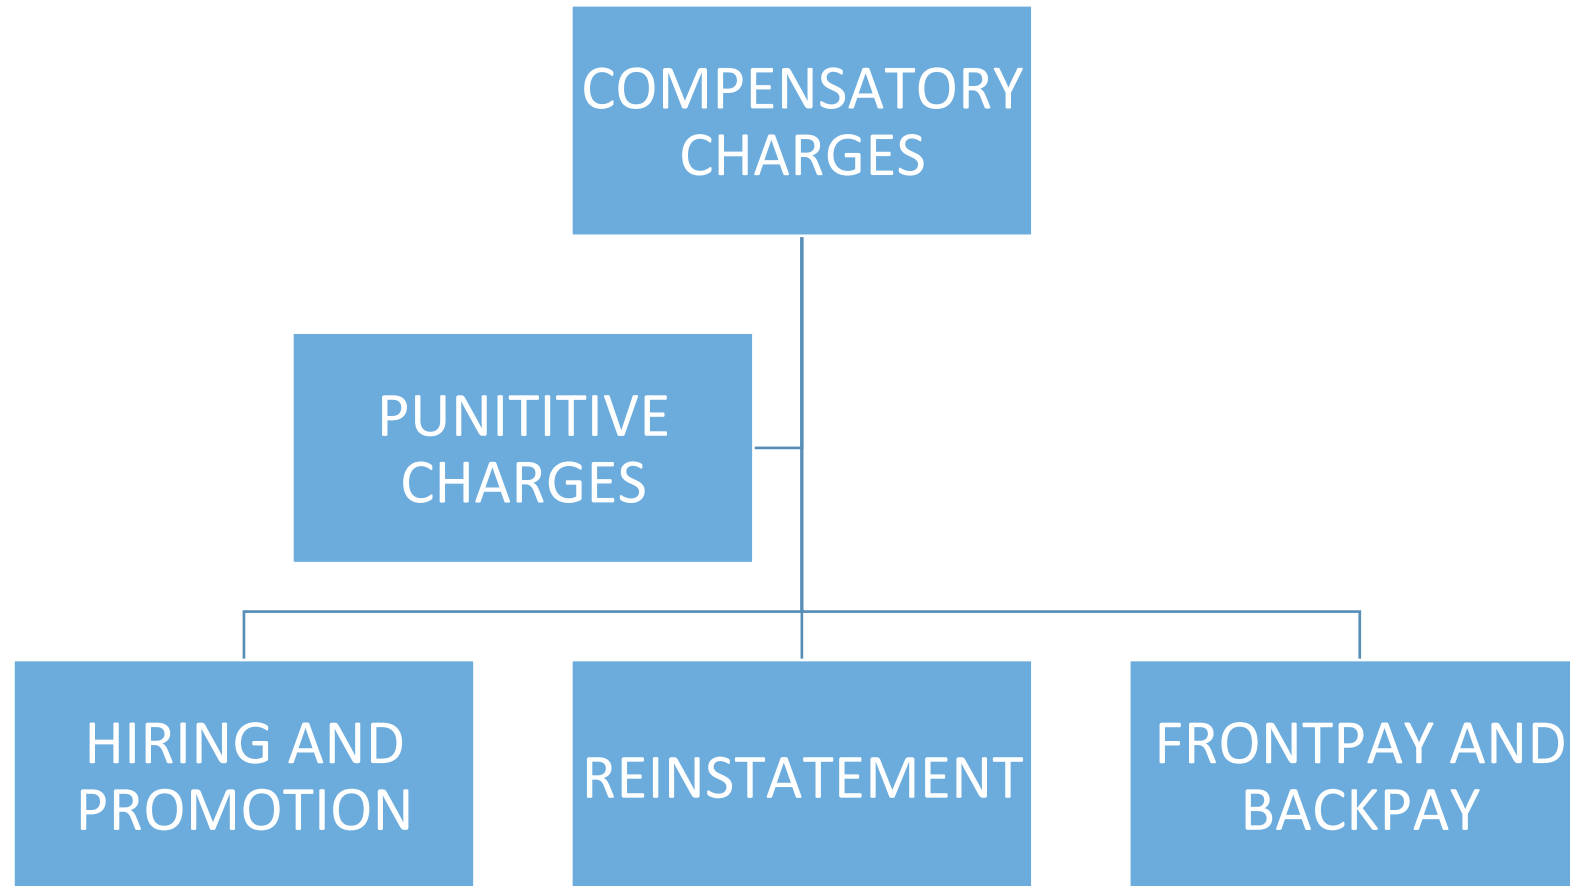 COMPENSATORY
CHARGES
PUNITITIVE
CHARGES
HIRING AND
PROMOTION
REINSTATEMENT
FRONTPAY AND
BACKPAY